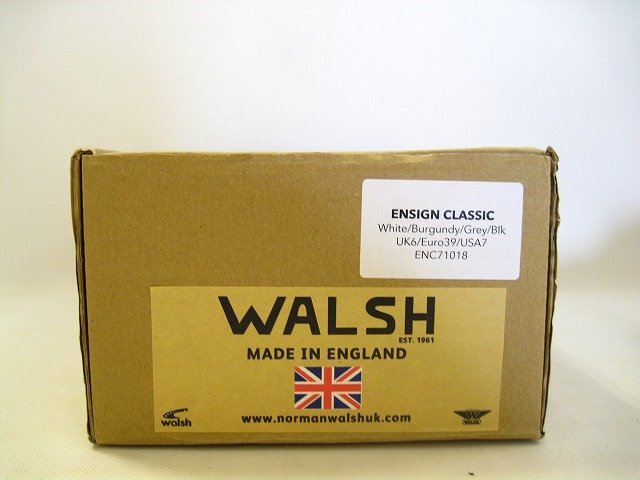 ENSIGN CLASSIC
White/Burgundy/Grey/Blk
UK6/Euro39/USA7
ENC71018
WALSH
EST. 1961
MADE IN ENGLAND
www.normanwalshuk.com
walsh
WALSH